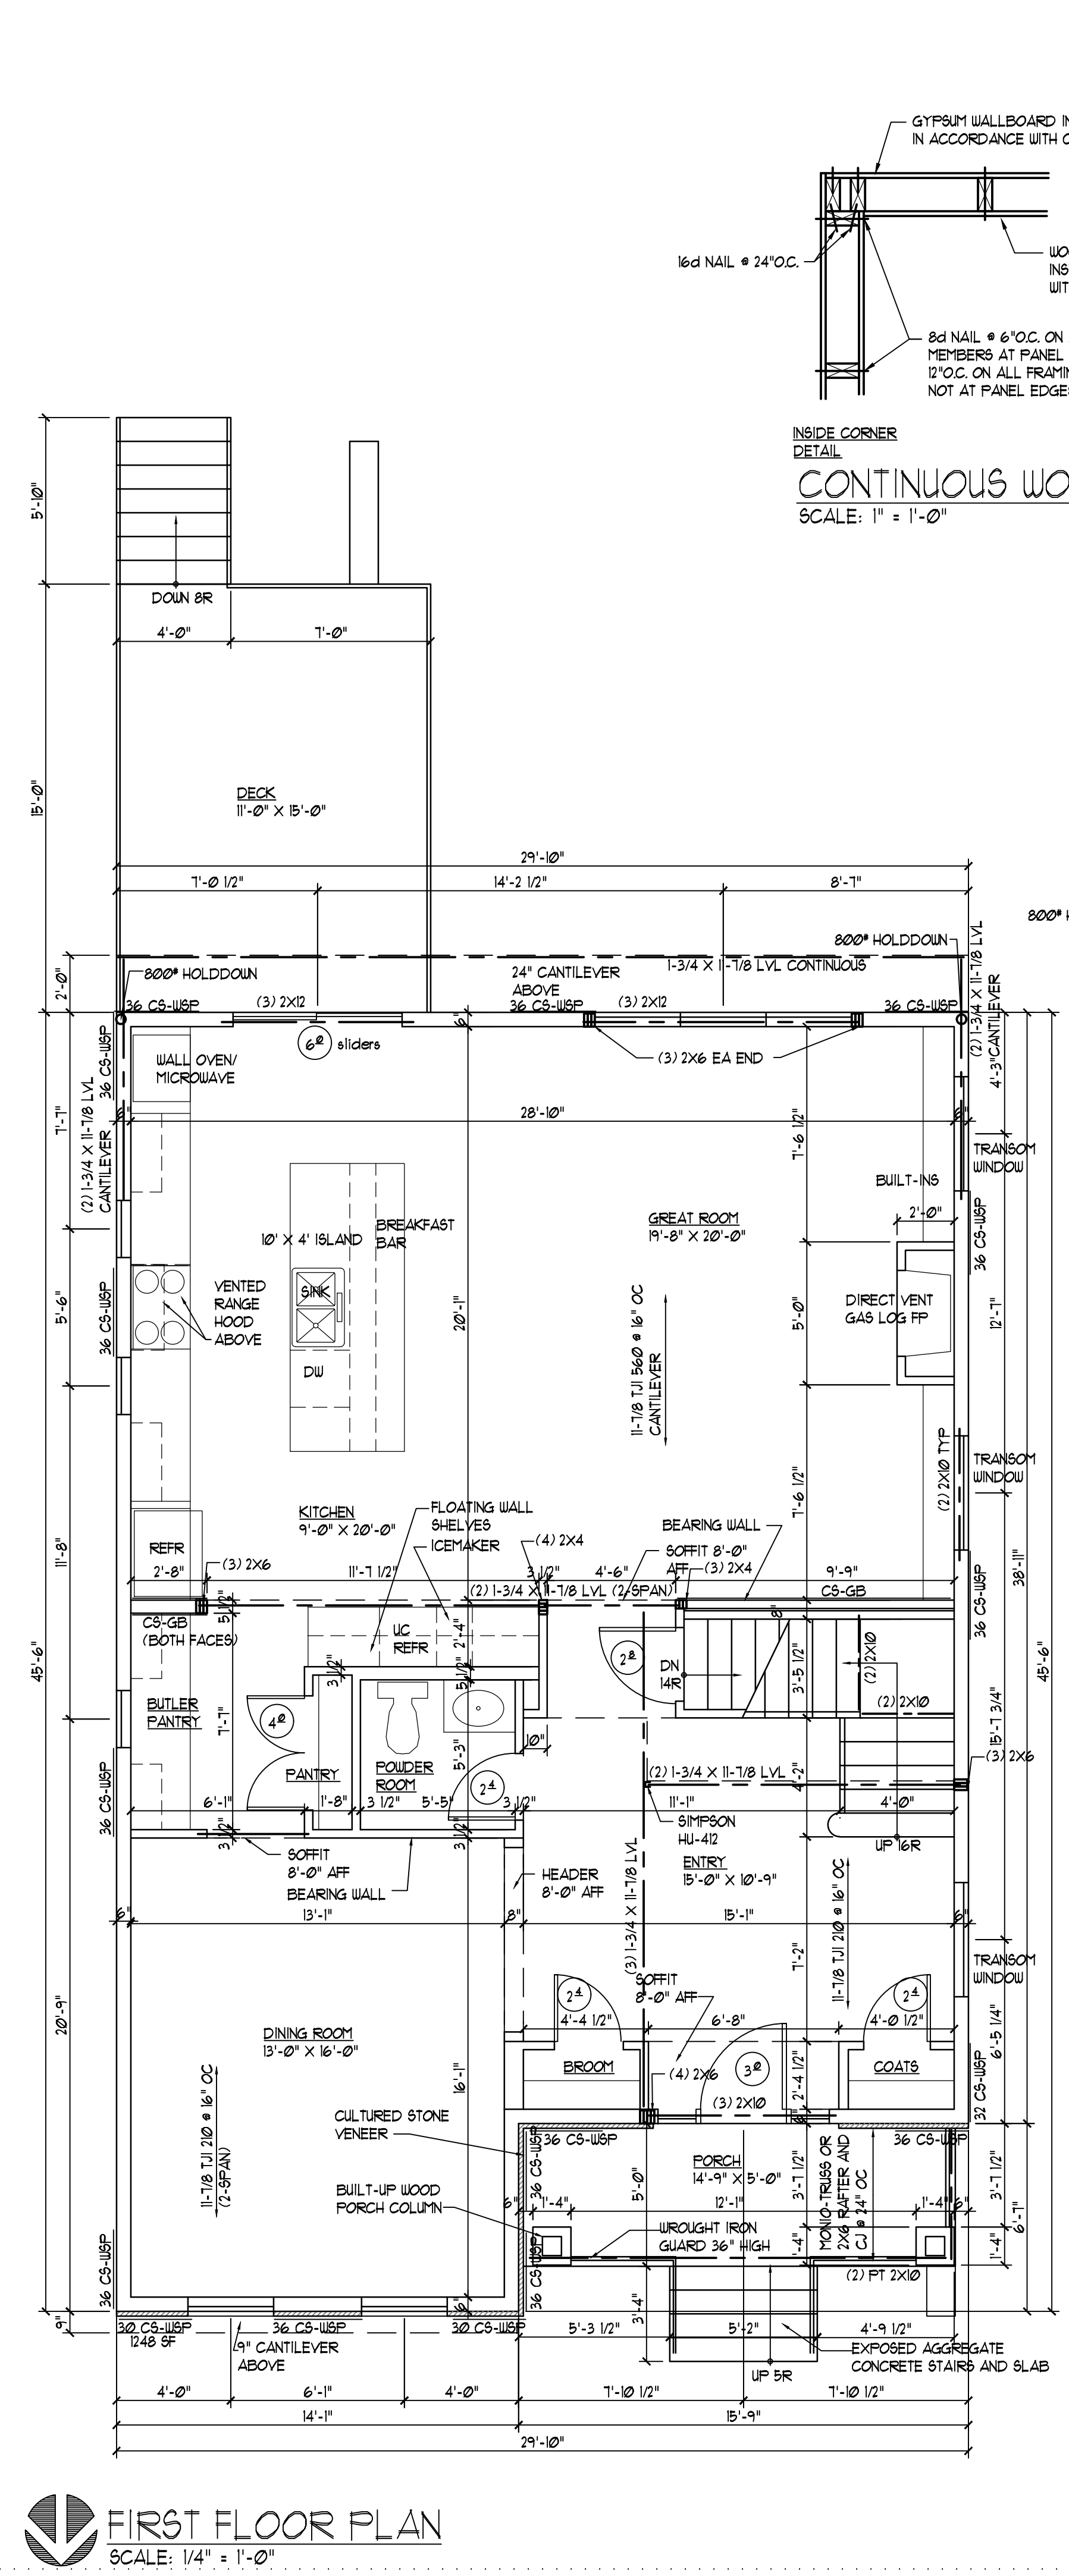 GYPSUM WALLBOARD
IN ACCORDANCE WITH
16d NAIL @ 24"O.C.
8d NAIL @ 6"O.C. ON
MEMBERS AT PANEL
12"O.C. ON ALL
NOT AT PANEL
INSIDE CORNER
DETAIL
CONTINUOUS
SCALE: 1" = 1'-0"
5'-10"
DOWN 8R
4'-0"
7'-0"
15'-0"
DECK
11'-0" X 15'-0"
29'-10"
7'-0 1/2"
14'-2 1/2"
8'-7"
800#
800# HOLDDOWN
2'-0"
800# HOLDDOWN
24" CANTILEVER
ABOVE
1-3/4 X 11-7/8 LVL CONTINUOUS
(2) 1-3/4 X 11-7/8 LVL
4'-3"
CANTILEVER
36 CS-WSP
(3) 2X12
36 CS-WSP
(3) 2X12
36 CS-WSP
6"
60
sliders
(3) 2X6 EA END
WALL OVEN/
MICROWAVE
36 CS-WSP
(2) 1-3/4 X 11-7/8 LVL
CANTILEVER
7'-7"
6"
28'-10"
6"
7'-6 1/2"
TRANSOM
WINDOW
BUILT-INS
36 CS-WSP
2'-0"
BREAKFAST
BAR
10' X 4' ISLAND
GREAT ROOM
19'-8" X 20'-0"
VENTED
RANGE
HOOD
ABOVE
SINK
DW
5'-6"
36 CS-WSP
20'-1"
11-7/8 TJI 560 @ 16" OC
CANTILEVER
5'-0"
DIRECT VENT
GAS LOG FP
12'-7"
(2) 2X10 TYP
TRANSOM
WINDOW
7'-6 1/2"
KITCHEN
9'-0" X 20'-0"
FLOATING WALL
SHELVES
ICEMAKER
(4) 2X4
BEARING WALL
SOFFIT 8'-0"
AFF
(3) 2X4
11'-8"
38'-11"
REFR
2'-8"
(3) 2X6
11'-7 1/2"
3 1/2"
4'-6"
9'-9"
(2) 1-3/4 X 11-7/8 LVL (2-SPAN)
CS-GB
36 CS-WSP
CS-GB
(BOTH FACES)
5 1/2"
UC
REFR
2'-4"
8"
45'-6"
45'-6"
28
DN
14R
3'-5 1/2"
(2) 2X10
(2) 2X10
3 1/2"
5 1/2"
BUTLER
PANTRY
7'-7"
40
PANTRY
POWDER
ROOM
5'-3"
10"
24
15'-7 3/4"
(2) 1-3/4 X 11-7/8 LVL
4'-2"
(3) 2X6
36 CS-WSP
6'-1"
1'-8"
3 1/2"
5'-5"
3 1/2"
11'-1"
4'-0"
SIMPSON
HU-412
UP 16R
3 1/2"
3 1/2"
SOFFIT
8'-0" AFF
BEARING WALL
HEADER
8'-0" AFF
ENTRY
15'-0" X 10'-9"
6"
13'-1"
8"
15'-1"
6"
(3) 1-3/4 X 11-7/8 LVL
11-7/8 TJI 210 @ 16" OC
7'-2"
TRANSOM
WINDOW
SOFFIT
8'-0" AFF
24
24
4'-4 1/2"
6'-8"
4'-0 1/2"
20'-9"
DINING ROOM
13'-0" X 16'-0"
6'-5 1/4"
BROOM
30
COATS
16'-1"
2'-4 1/2"
(4) 2X6
(3) 2X10
6"
32 CS-WSP
11-7/8 TJI 210 @ 16" OC
(2-SPAN)
CULTURED STONE
VENEER
36 CS-WSP
36 CS-WSP
36 CS-WSP
PORCH
14'-9" X 5'-0"
MONIO-TRUSS OR
2X6 RAFTER AND
CJ @ 24" OC
3'-7 1/2"
3'-7 1/2"
5'-0"
BUILT-UP WOOD
PORCH COLUMN
6"
1'-4"
12'-1"
1'-4"
6"
6'-7"
WROUGHT IRON
GUARD 36" HIGH
1'-4"
1'-4"
36 CS-WSP
36 CS-WSP
(2) PT 2X10
6"
9"
30 CS-WSP
1248 SF
36 CS-WSP
30 CS-WSP
3'-4"
9" CANTILEVER
ABOVE
5'-3 1/2"
5'-2"
4'-9 1/2"
EXPOSED AGGREGATE
CONCRETE STAIRS AND SLAB
UP 5R
4'-0"
6'-1"
4'-0"
7'-10 1/2"
7'-10 1/2"
14'-1"
15'-9"
29'-10"
FIRST FLOOR PLAN
SCALE: 1/4" = 1'-0"